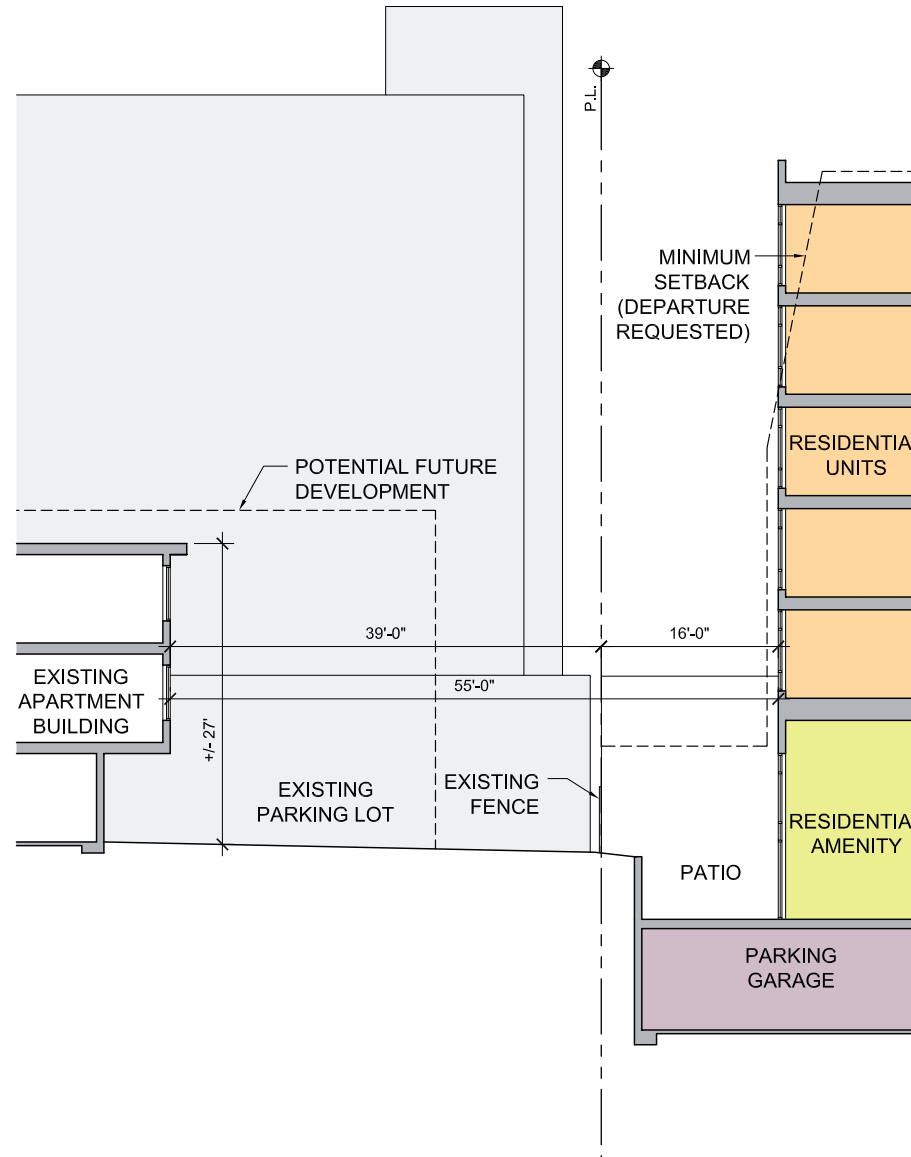 P.L.
MINIMUM
SETBACK
(DEPARTURE
REQUESTED)
RESIDENTIA
UNITS
POTENTIAL FUTURE
DEVELOPMENT
39'-0"
16'-0"
55'-0"
+/- 27'
EXISTING
APARTMENT
BUILDING
EXISTING
PARKING LOT
EXISTING
FENCE
PATIO
RESIDENTIA
AMENITY
PARKING
GARAGE